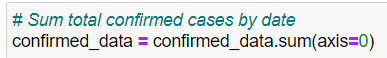 # Sum total confirmed cases by date
confirmed_data = confirmed_data.sum(axis=0)